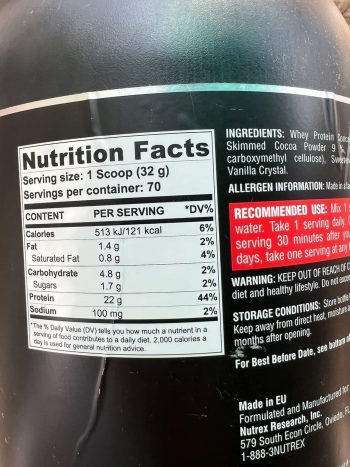 Nutrition Facts
Serving size: 1 Scoop (32 g)
Servings per container: 70
CONTENT PER SERVING *DV%
Calories 513 kJ/121 kcal 6%
Fat 1.4 g 2%
Saturated Fat 0.8 g 4%
Carbohydrate 4.8 g 2%
Sugars 1.7 g 2%
Protein 22 g 44%
Sodium 100 mg 2%
*The % Daily Value (DV) tells you how much a nutrient in a
serving of food contributes to a daily diet. 2,000 calories a
day is used for general nutrition advice.
INGREDIENTS: Whey Protein
Skimmed Cocoa Powder 9 %,
carboxymethyl cellulose),
Vanilla Crystal.
ALLERGEN INFORMATION: Made in a
RECOMMENDED USE: Mix 1
water. Take 1 serving daily.
serving 30 minutes after
days, take one serving at any
WARNING: KEEP OUT OF REACH OF
diet and healthy lifestyle. Do not
STORAGE CONDITIONS: Store
Keep away from direct heat, moisture
months after opening.
For Best Before Date, see bottom
Made in EU
Formulated and Manufactured for
Nutrex Research, Inc.
579 South Econ Circle, Oviedo,
1-888-3NUTREX